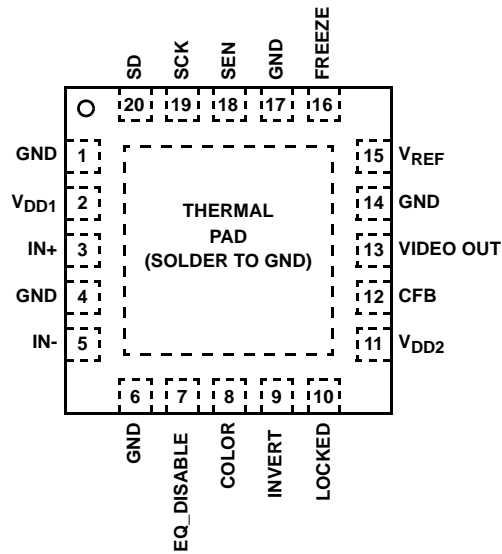 SD
SCK
SEN
GND
FREEZE
20 19 18 17 16
GND 1
VDD1 2
IN+ 3
GND 4
IN- 5
THERMAL
PAD
(SOLDER TO GND)
15 VREF
14 GND
13 VIDEO OUT
12 CFB
11 VDD2
6 7 8 9 10
GND
EQ_DISABLE
COLOR
INVERT
LOCKED